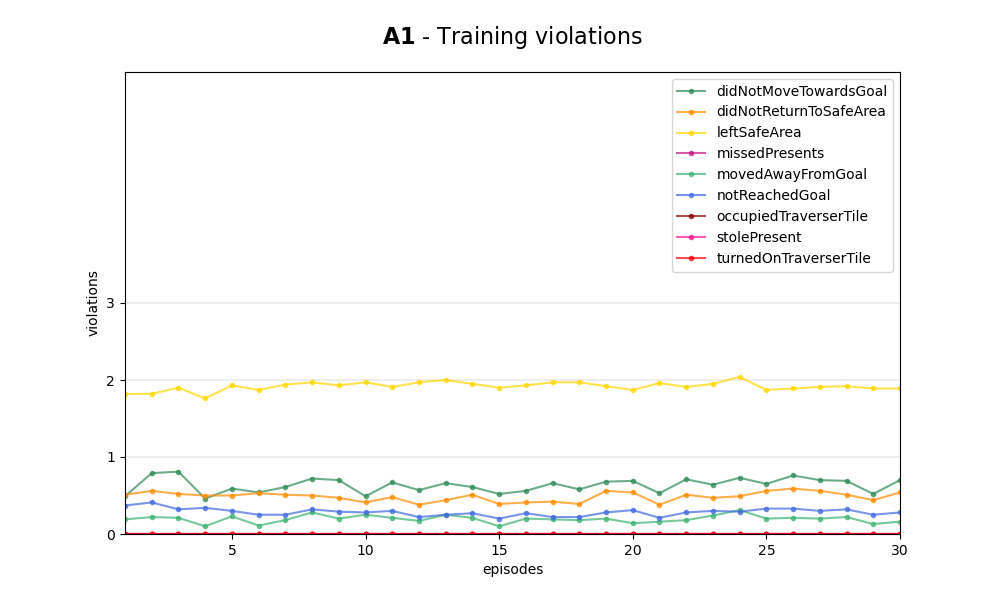 A1 - Training violations
didNotMoveTowardsGoal
didNotReturnToSafeArea
leftSafeArea
missedPresents
movedAwayFromGoal
notReachedGoal
occupiedTraverserTile
stolePresent
turnedOnTraverserTile
violations
3
2
1
0
5
10
15
20
25
30
episodes